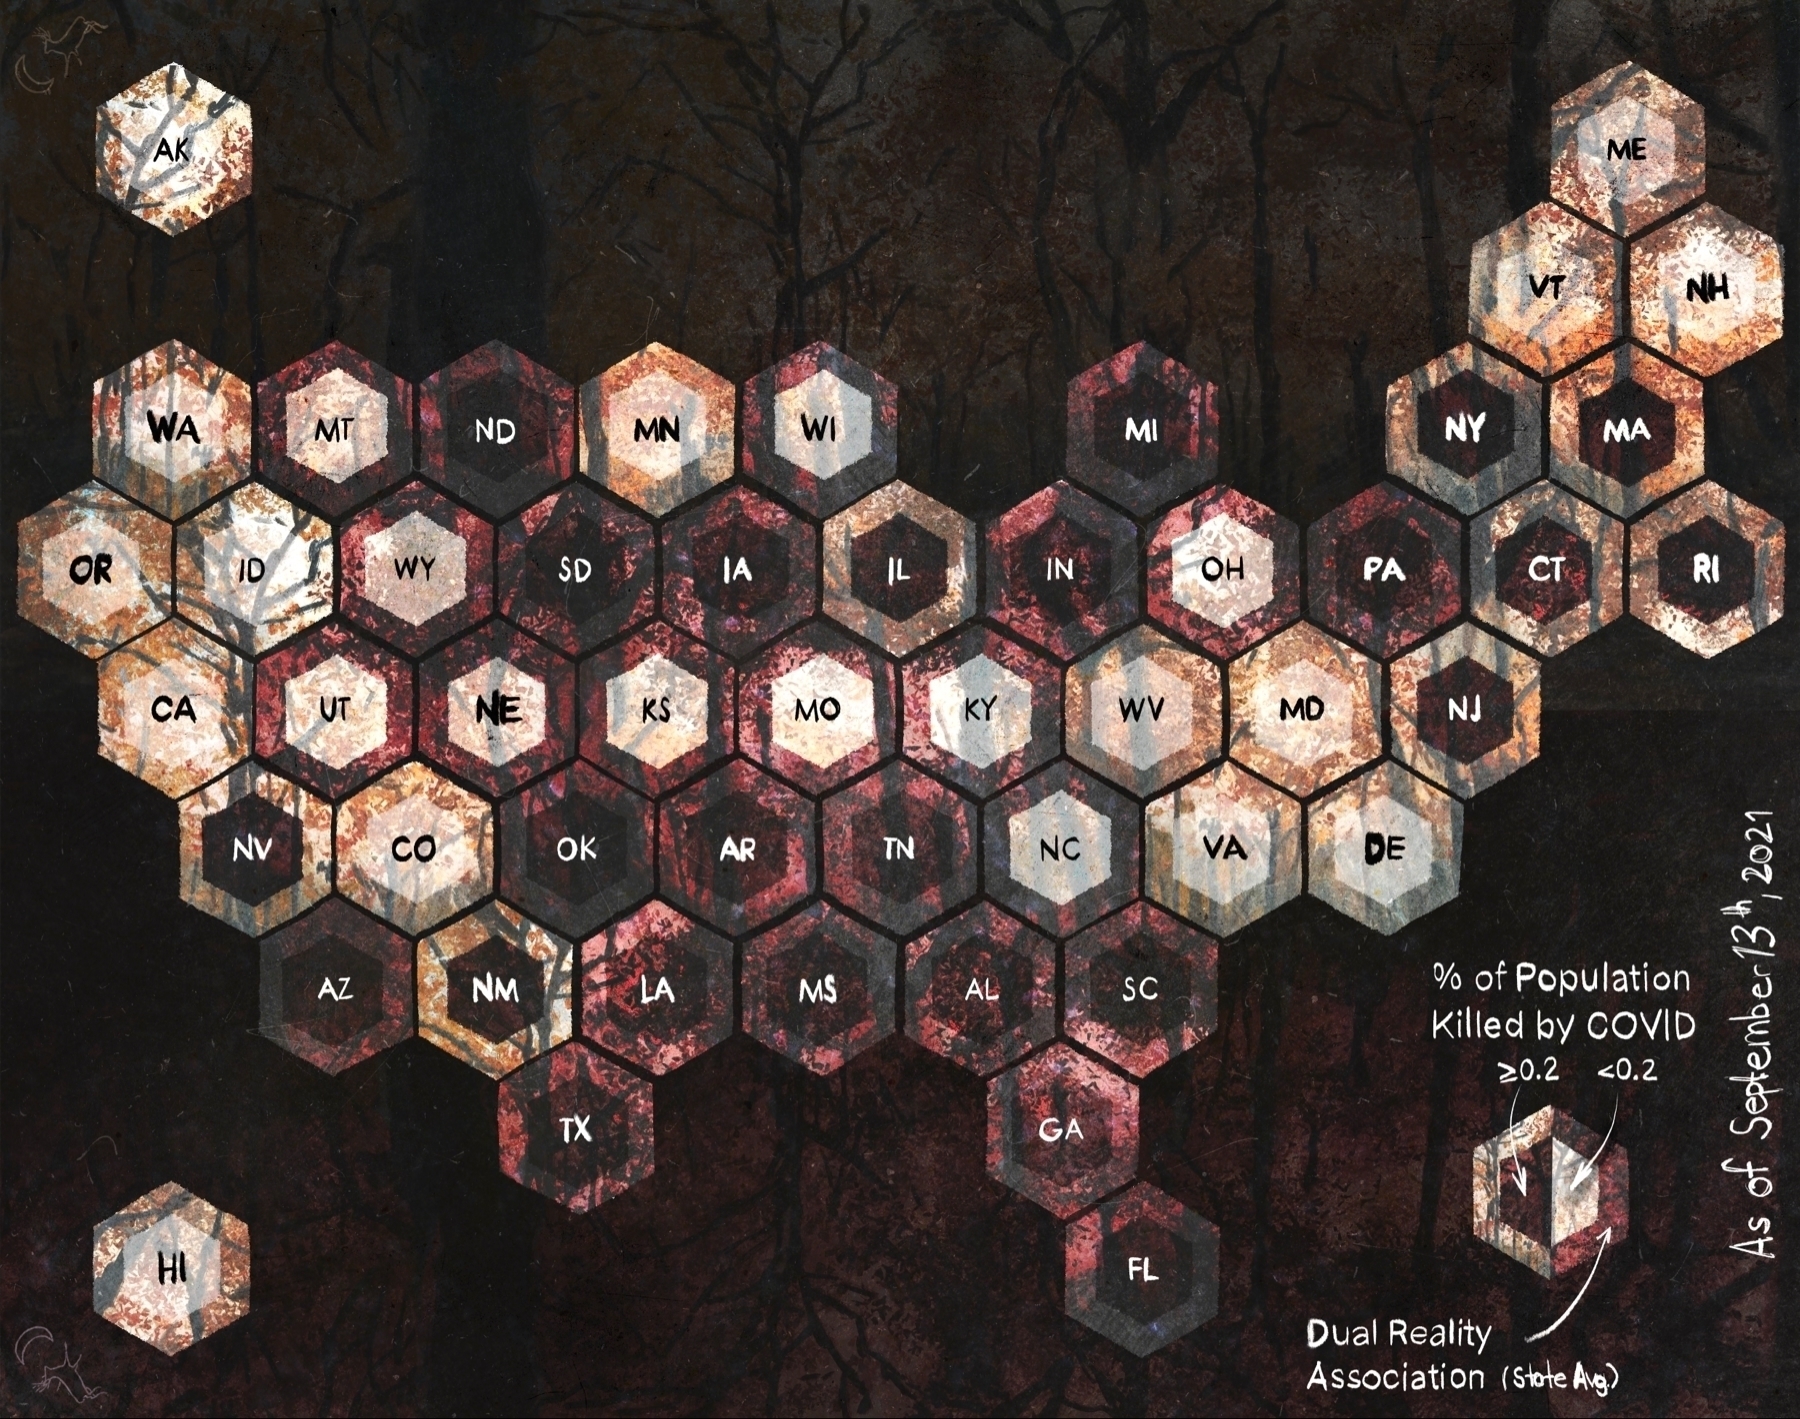 AK
ME
VT
NH
WA
MT
ND
MN
WI
MI
NY
MA
OR
ID
WY
SD
IA
IL
IN
OH
PA
CT
RI
CA
UT
NE
KS
MO
KY
WV
MD
NJ
NV
CO
OK
AR
TN
NC
VA
DE
AZ
NM
LA
MS
AL
SC
TX
GA
HI
FL
% of Population
Killed by COVID
≥0.2 <0.2
Dual Reality
Association (State Avg.)
As of September 13th, 2021